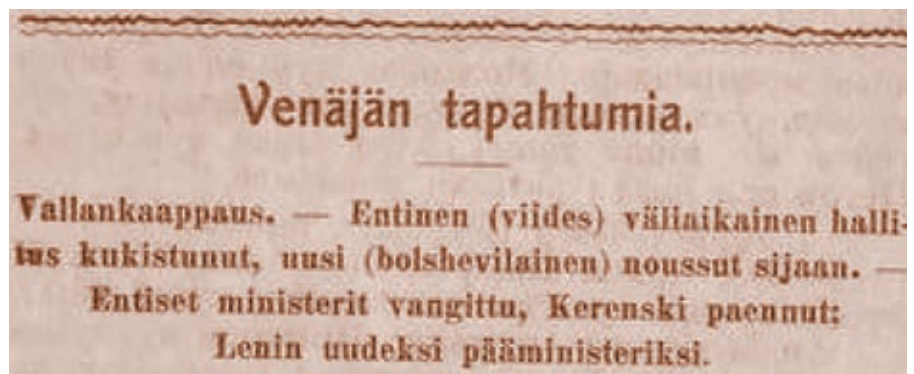 Venäjän tapahtumia.
Vallankaappaus. — Entinen (viides) väliaikainen halli-
tus kukistunut, uusi (bolshevilainen) noussut sijaan. —
Entiset ministerit vangittu, Kerenski paennut;
Lenin uudeksi pääministeriksi.